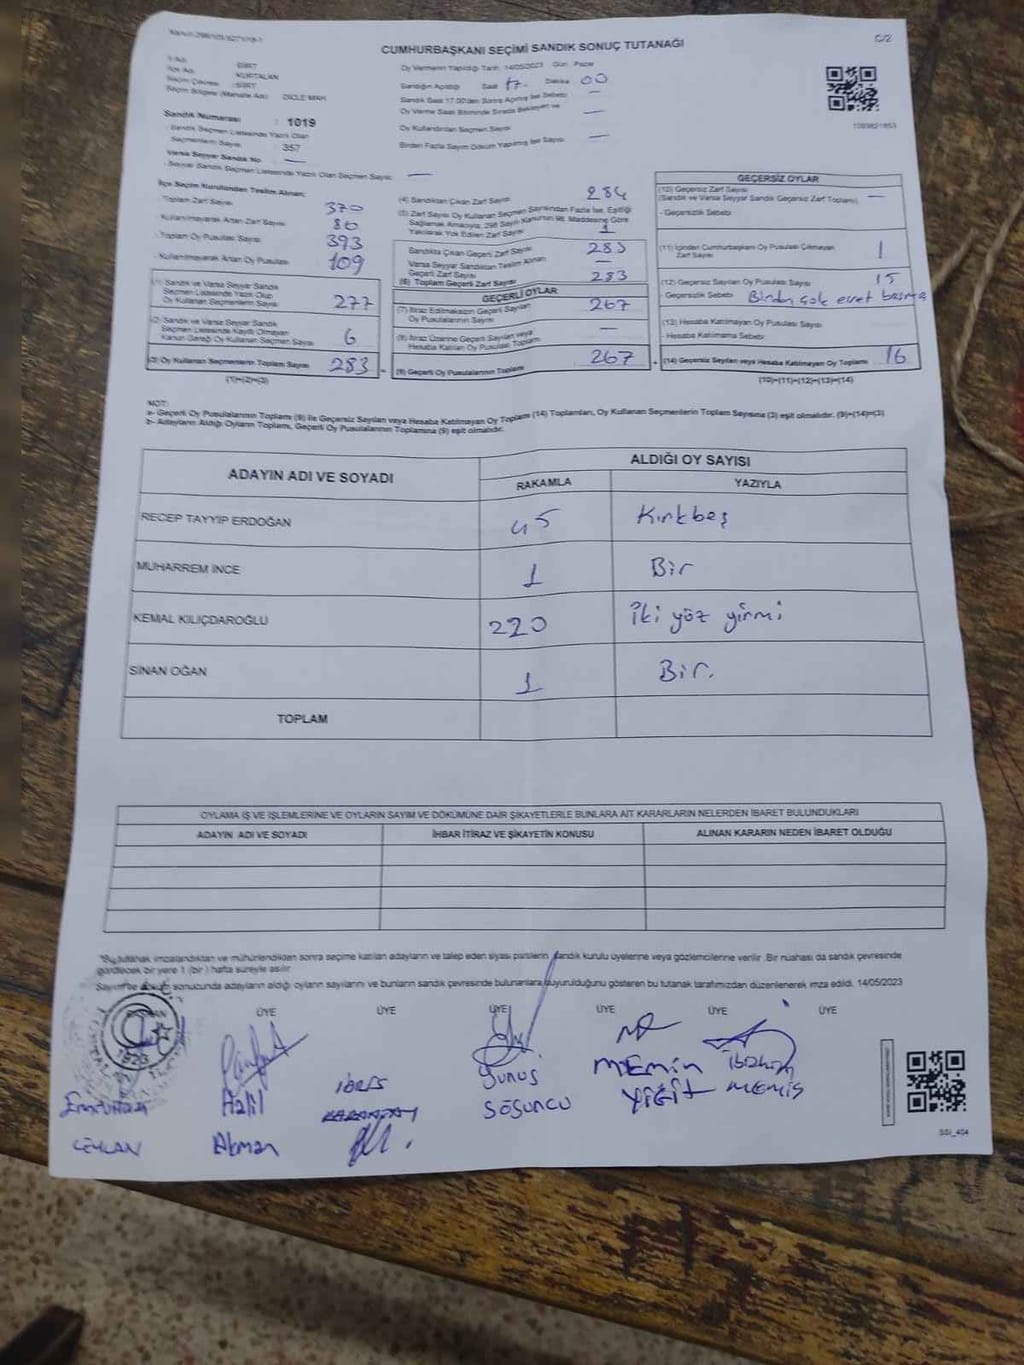 CUMHURBAŞKANI SEÇİMİ SANDIK SONUÇ TUTANAĞI
C/2
İl Adı : SİİRT
İlçe Adı : KURTALAN
Seçim Çevresi : SİİRT
Seçim Bölgesi (Mahalle Adı) : DİCLE MAH.
Sandık Numarası : 1019
Sandık Seçmen Listesinde Yazılı Olan
Seçmenlerin Sayısı : 357
Varsa Seyyar Sandık No : —
Seyyar Sandık Seçmen Listesinde Yazılı Olan Seçmen Sayısı : —
Oy Vermenin Yapıldığı Tarih: 14/05/2023 Gün: Pazar
Sandığın Açıldığı Saat 17. Dakika 00
Sandık Saat 17.00'den Sonra Açılmış İse Sebebi: —
Oy Verme Saati Bitiminde Sırada Bekleyen ve
Oy Kullandırılan Seçmen Sayısı —
Birden Fazla Sayım Döküm Yapılmış İse Sayısı: —
İlçe Seçim Kurulundan Teslim Alınan;
- Toplam Zarf Sayısı 370
- Kullanılmayarak Artan Zarf Sayısı 86
- Toplam Oy Pusulası Sayısı 393
- Kullanılmayarak Artan Oy Pusulası 109
(1) Sandık ve Varsa Seyyar Sandık
Seçmen Listesinde Yazılı Olup
Oy Kullanan Seçmenlerin Sayısı 277
(2) Sandık ve Varsa Seyyar Sandık
Seçmen Listesinde Kayıtlı Olmayan
Kanun Gereği Oy Kullanan Seçmen Sayısı 6
(3) Oy Kullanan Seçmenlerin Toplam Sayısı 283
(1)+(2)=(3)
(4) Sandıktan Çıkan Zarf Sayısı 284
(5) Zarf Sayısı Oy Kullanan Seçmen Sayısından Fazla İse, Eşitliği
Sağlamak Amacıyla, 298 Sayılı Kanun'un 98. Maddesine Göre
Yakılarak Yok Edilen Zarf Sayısı 1
Sandıkta Çıkan Geçerli Zarf Sayısı 283
Varsa Seyyar Sandıktan Teslim Alınan
Geçerli Zarf Sayısı —
(6) Toplam Geçerli Zarf Sayısı 283
GEÇERLİ OYLAR
(7) İtiraz Edilmeksizin Geçerli Sayılan
Oy Pusulalarının Sayısı 267
(8) İtiraz Üzerine Geçerli Sayılan veya
Hesaba Katılan Oy Pusulası Toplamı —
(9) Geçerli Oy Pusulalarının Toplamı 267
GEÇERSİZ OYLAR
(10) Geçersiz Zarf Sayısı
(Sandık ve Varsa Seyyar Sandık Geçersiz Zarf Toplamı) —
- Geçersizlik Sebebi
(11) İçinden Cumhurbaşkanı Oy Pusulası Çıkmayan
Zarf Sayısı 1
(12) Geçersiz Sayılan Oy Pusulası Sayısı 15
- Geçersizlik Sebebi Birden çok evet basma
(13) Hesaba Katılmayan Oy Pusulası Sayısı
Hesaba Katılmama Sebebi
(14) Geçersiz Sayılan veya Hesaba Katılmayan Oy Toplamı 16
(10)+(11)+(12)+(13)=(14)
NOT:
a- Geçerli Oy Pusulalarının Toplamı (9) ile Geçersiz Sayılan veya Hesaba Katılmayan Oy Toplamı (14) Toplamları, Oy Kullanan Seçmenlerin Toplam Sayısına (3) eşit olmalıdır. (9)+(14)=(3)
b- Adayların Aldığı Oyların Toplamı, Geçerli Oy Pusulalarının Toplamına (9) eşit olmalıdır.
ADAYIN ADI VE SOYADI
ALDIĞI OY SAYISI
RAKAMLA YAZIYLA
RECEP TAYYİP ERDOĞAN 45 Kırkbeş
MUHARREM İNCE 1 Bir
KEMAL KILIÇDAROĞLU 220 İki yöz yirmi
SİNAN OĞAN 1 Bir.
TOPLAM
OYLAMA İŞ VE İŞLEMLERİNE VE OYLARIN SAYIM VE DÖKÜMÜNE DAİR ŞİKAYETLERLE BUNLARA AİT KARARLARIN NELERDEN İBARET BULUNDUKLARI
ADAYIN ADI VE SOYADI İHBAR İTİRAZ VE ŞİKAYETİN KONUSU ALINAN KARARIN NEDEN İBARET OLDUĞU
*Bu tutanak imzalandıktan ve mühürlendikten sonra seçime katılan adayların ve talep eden siyasi partilerin sandık kurulu üyelerine veya gözlemcilerine verilir. Bir nüshası da sandık çevresinde
görülecek bir yere 1 (bir) hafta süreyle asılır.
Sayım ve döküm sonucunda adayların aldığı oyların sayılarını ve bunların sandık çevresinde bulunanlara duyurulduğunu gösteren bu tutanak tarafımızdan düzenlenerek imza edildi. 14/05/2023
BAŞKAN ÜYE ÜYE ÜYE ÜYE ÜYE ÜYE
1923
CEYLAN
Akman
İDRİS
YUNUS
SÖŞUNCU
M.EMİN
YİĞİT
İbrahim
MEMİŞ
SSİ_404